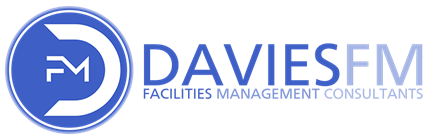 FM
DAVIESFM
FACILITIES MANAGEMENT CONSULTANTS